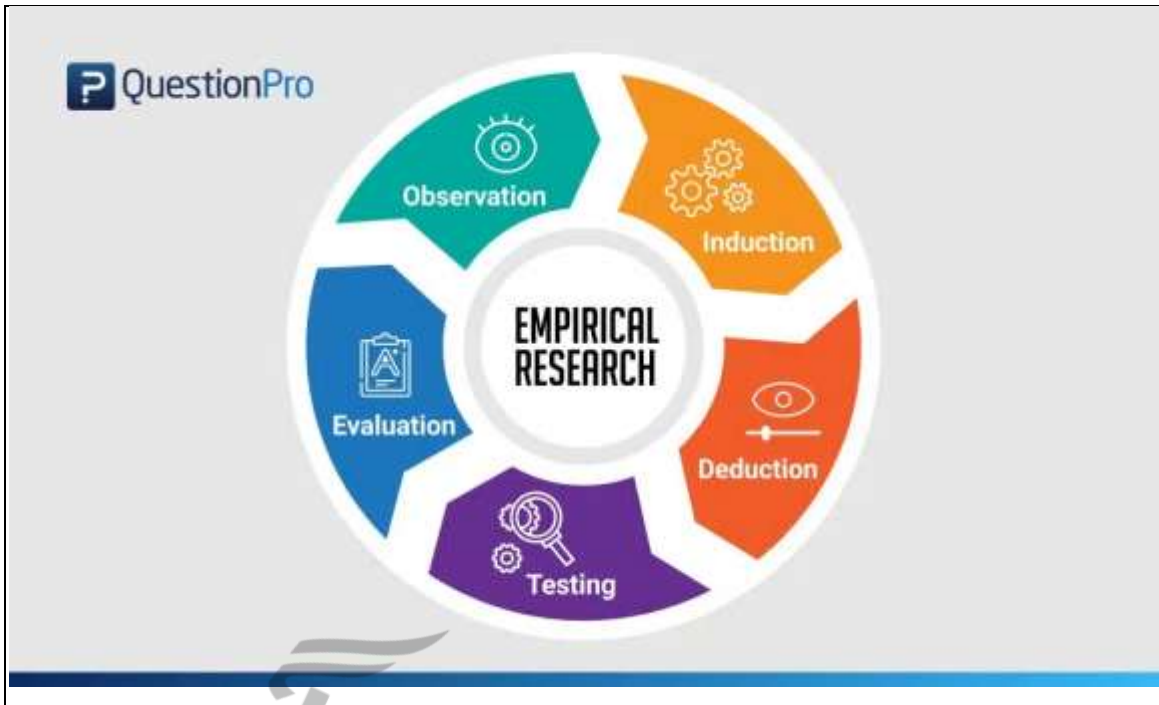 QuestionPro
Observation
Induction
EMPIRICAL
RESEARCH
Evaluation
Deduction
Testing